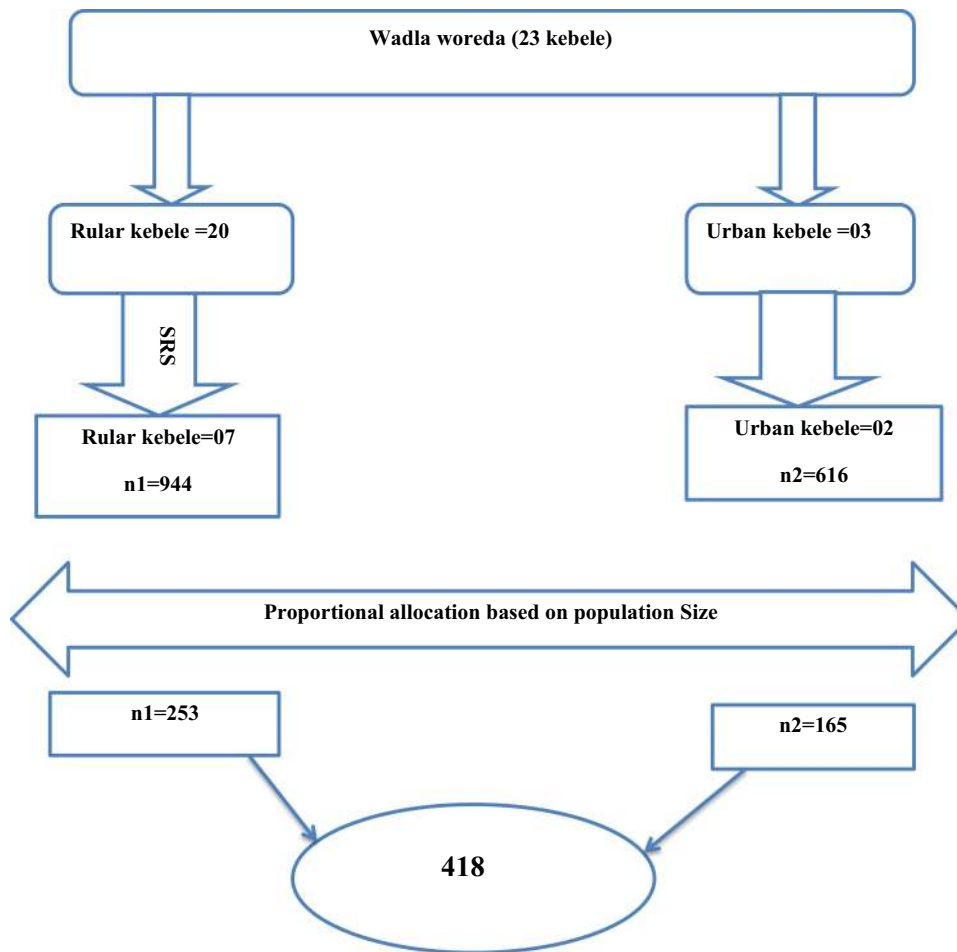 Wadla woreda (23 kebele)
Rular kebele =20
Urban kebele =03
SRS
Rular kebele=07
n1=944
Urban kebele=02
n2=616
Proportional allocation based on population Size
n1=253
n2=165
418